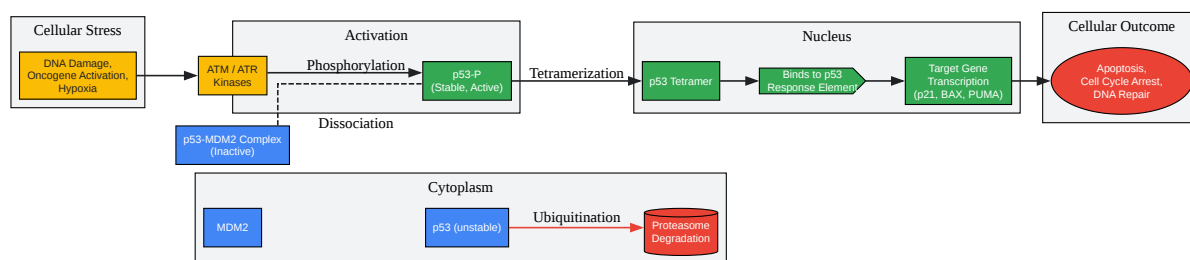 Cellular Stress
DNA Damage,
Oncogene Activation,
Hypoxia
Activation
ATM / ATR
Kinases
Phosphorylation
p53-P
(Stable, Active)
Dissociation
p53-MDM2 Complex
(Inactive)
Tetramerization
Nucleus
p53 Tetramer
Binds to p53
Response Element
Target Gene
Transcription
(p21, BAX, PUMA)
Cellular Outcome
Apoptosis,
Cell Cycle Arrest,
DNA Repair
Cytoplasm
MDM2
p53 (unstable)
Ubiquitination
Proteasome
Degradation